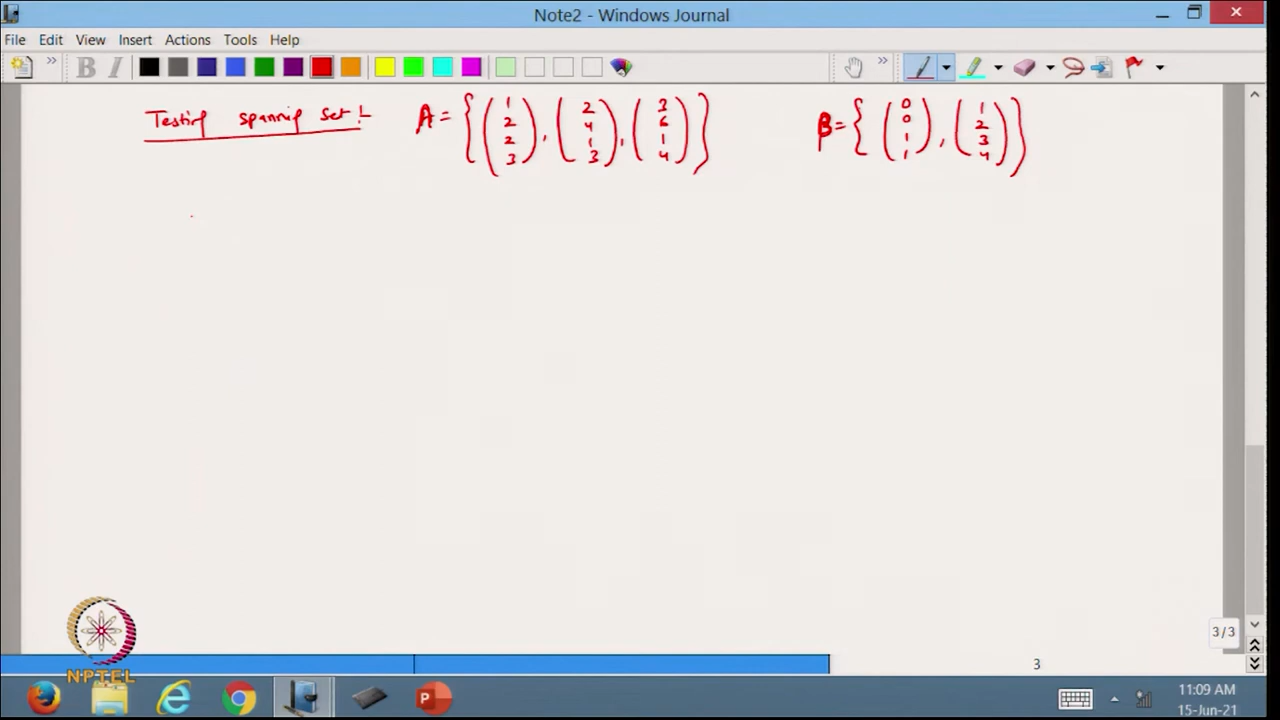 Note2 - Windows Journal
File Edit View Insert Actions Tools Help
B I
Testing spannig set :- A = { ( 1 2 2 3 ), ( 2 4 1 3 ), ( 3 6 1 4 ) } B = { ( 0 0 1 1 ), ( 1 2 3 4 ) }
3/3
3
NPTEL
11:09 AM
15-Jun-21